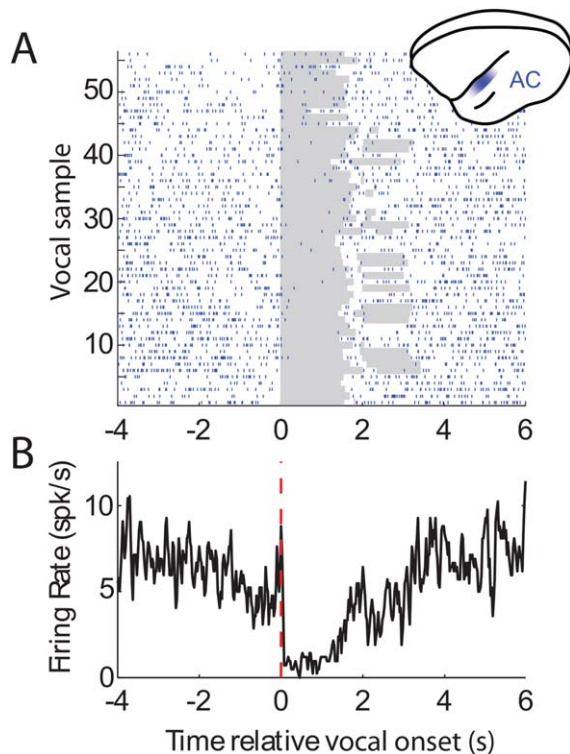 A
AC
Vocal sample
50
40
30
20
10
-4 -2 0 2 4 6
B
Firing Rate (spk/s)
10
5
0
-4 -2 0 2 4 6
Time relative vocal onset (s)